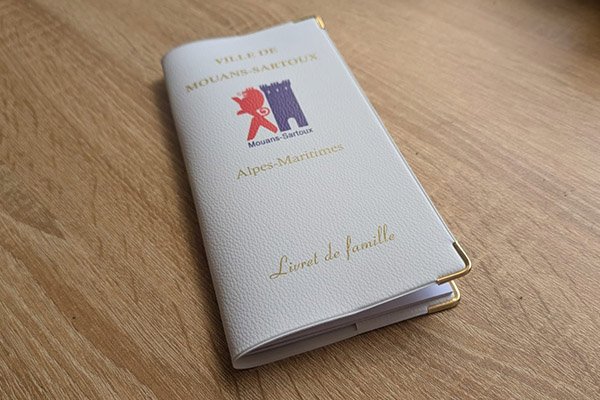 VILLE DE
MOUANS-SARTOUX
Mouans-Sartoux
Alpes-Maritimes
Livret de famille